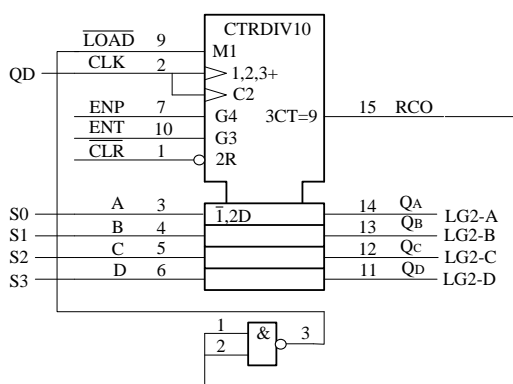 CTRDIV10
L̅O̅A̅D̅ 9 M1
QD CLK 2 1,2,3+
C2
ENP 7 G4 3CT=9 15 RCO
ENT 10 G3
C̅L̅R̅ 1 2R
S0 A 3 1̅,2D 14 QA LG2-A
S1 B 4 13 QB LG2-B
S2 C 5 12 QC LG2-C
S3 D 6 11 QD LG2-D
1 & 3
2